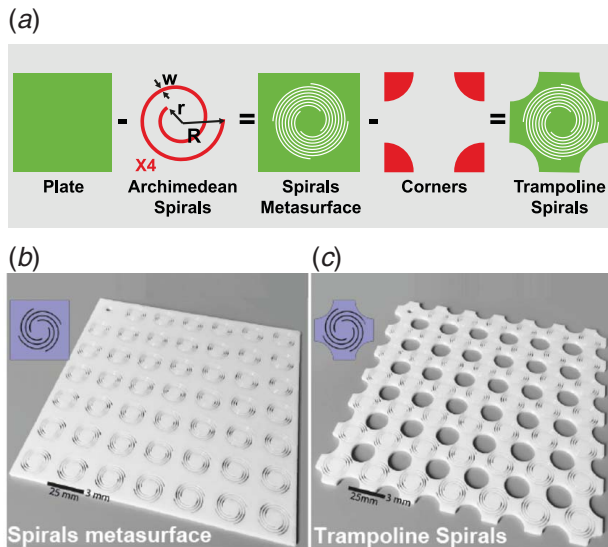 (a)
w
r
R
X4
- = - =
Plate
Archimedean
Spirals
Spirals
Metasurface
Corners
Trampoline
Spirals
(b)
(c)
25 mm 3 mm
Spirals metasurface
25mm 3 mm
Trampoline Spirals